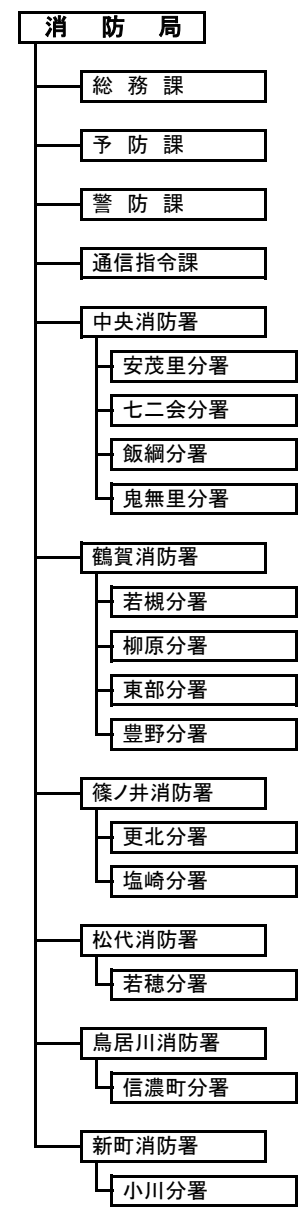 消防局
総務課
予防課
警防課
通信指令課
中央消防署
安茂里分署
七二会分署
飯綱分署
鬼無里分署
鶴賀消防署
若槻分署
柳原分署
東部分署
豊野分署
篠ノ井消防署
更北分署
塩崎分署
松代消防署
若穂分署
鳥居川消防署
信濃町分署
新町消防署
小川分署